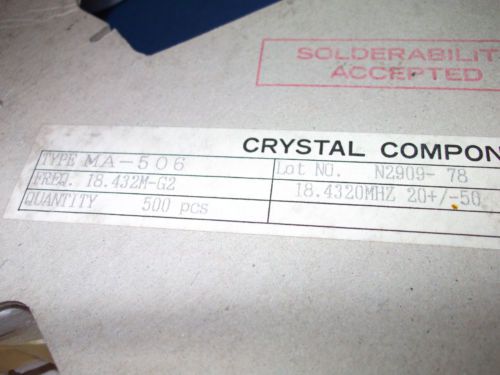 SOLDERABILIT
ACCEPTED
CRYSTAL COMPON
TYPE MA-506
Lot NO. N2909- 78
FREQ. 18.432M-G2
18.4320MHZ 20+/-50
QUANTITY 500 pcs